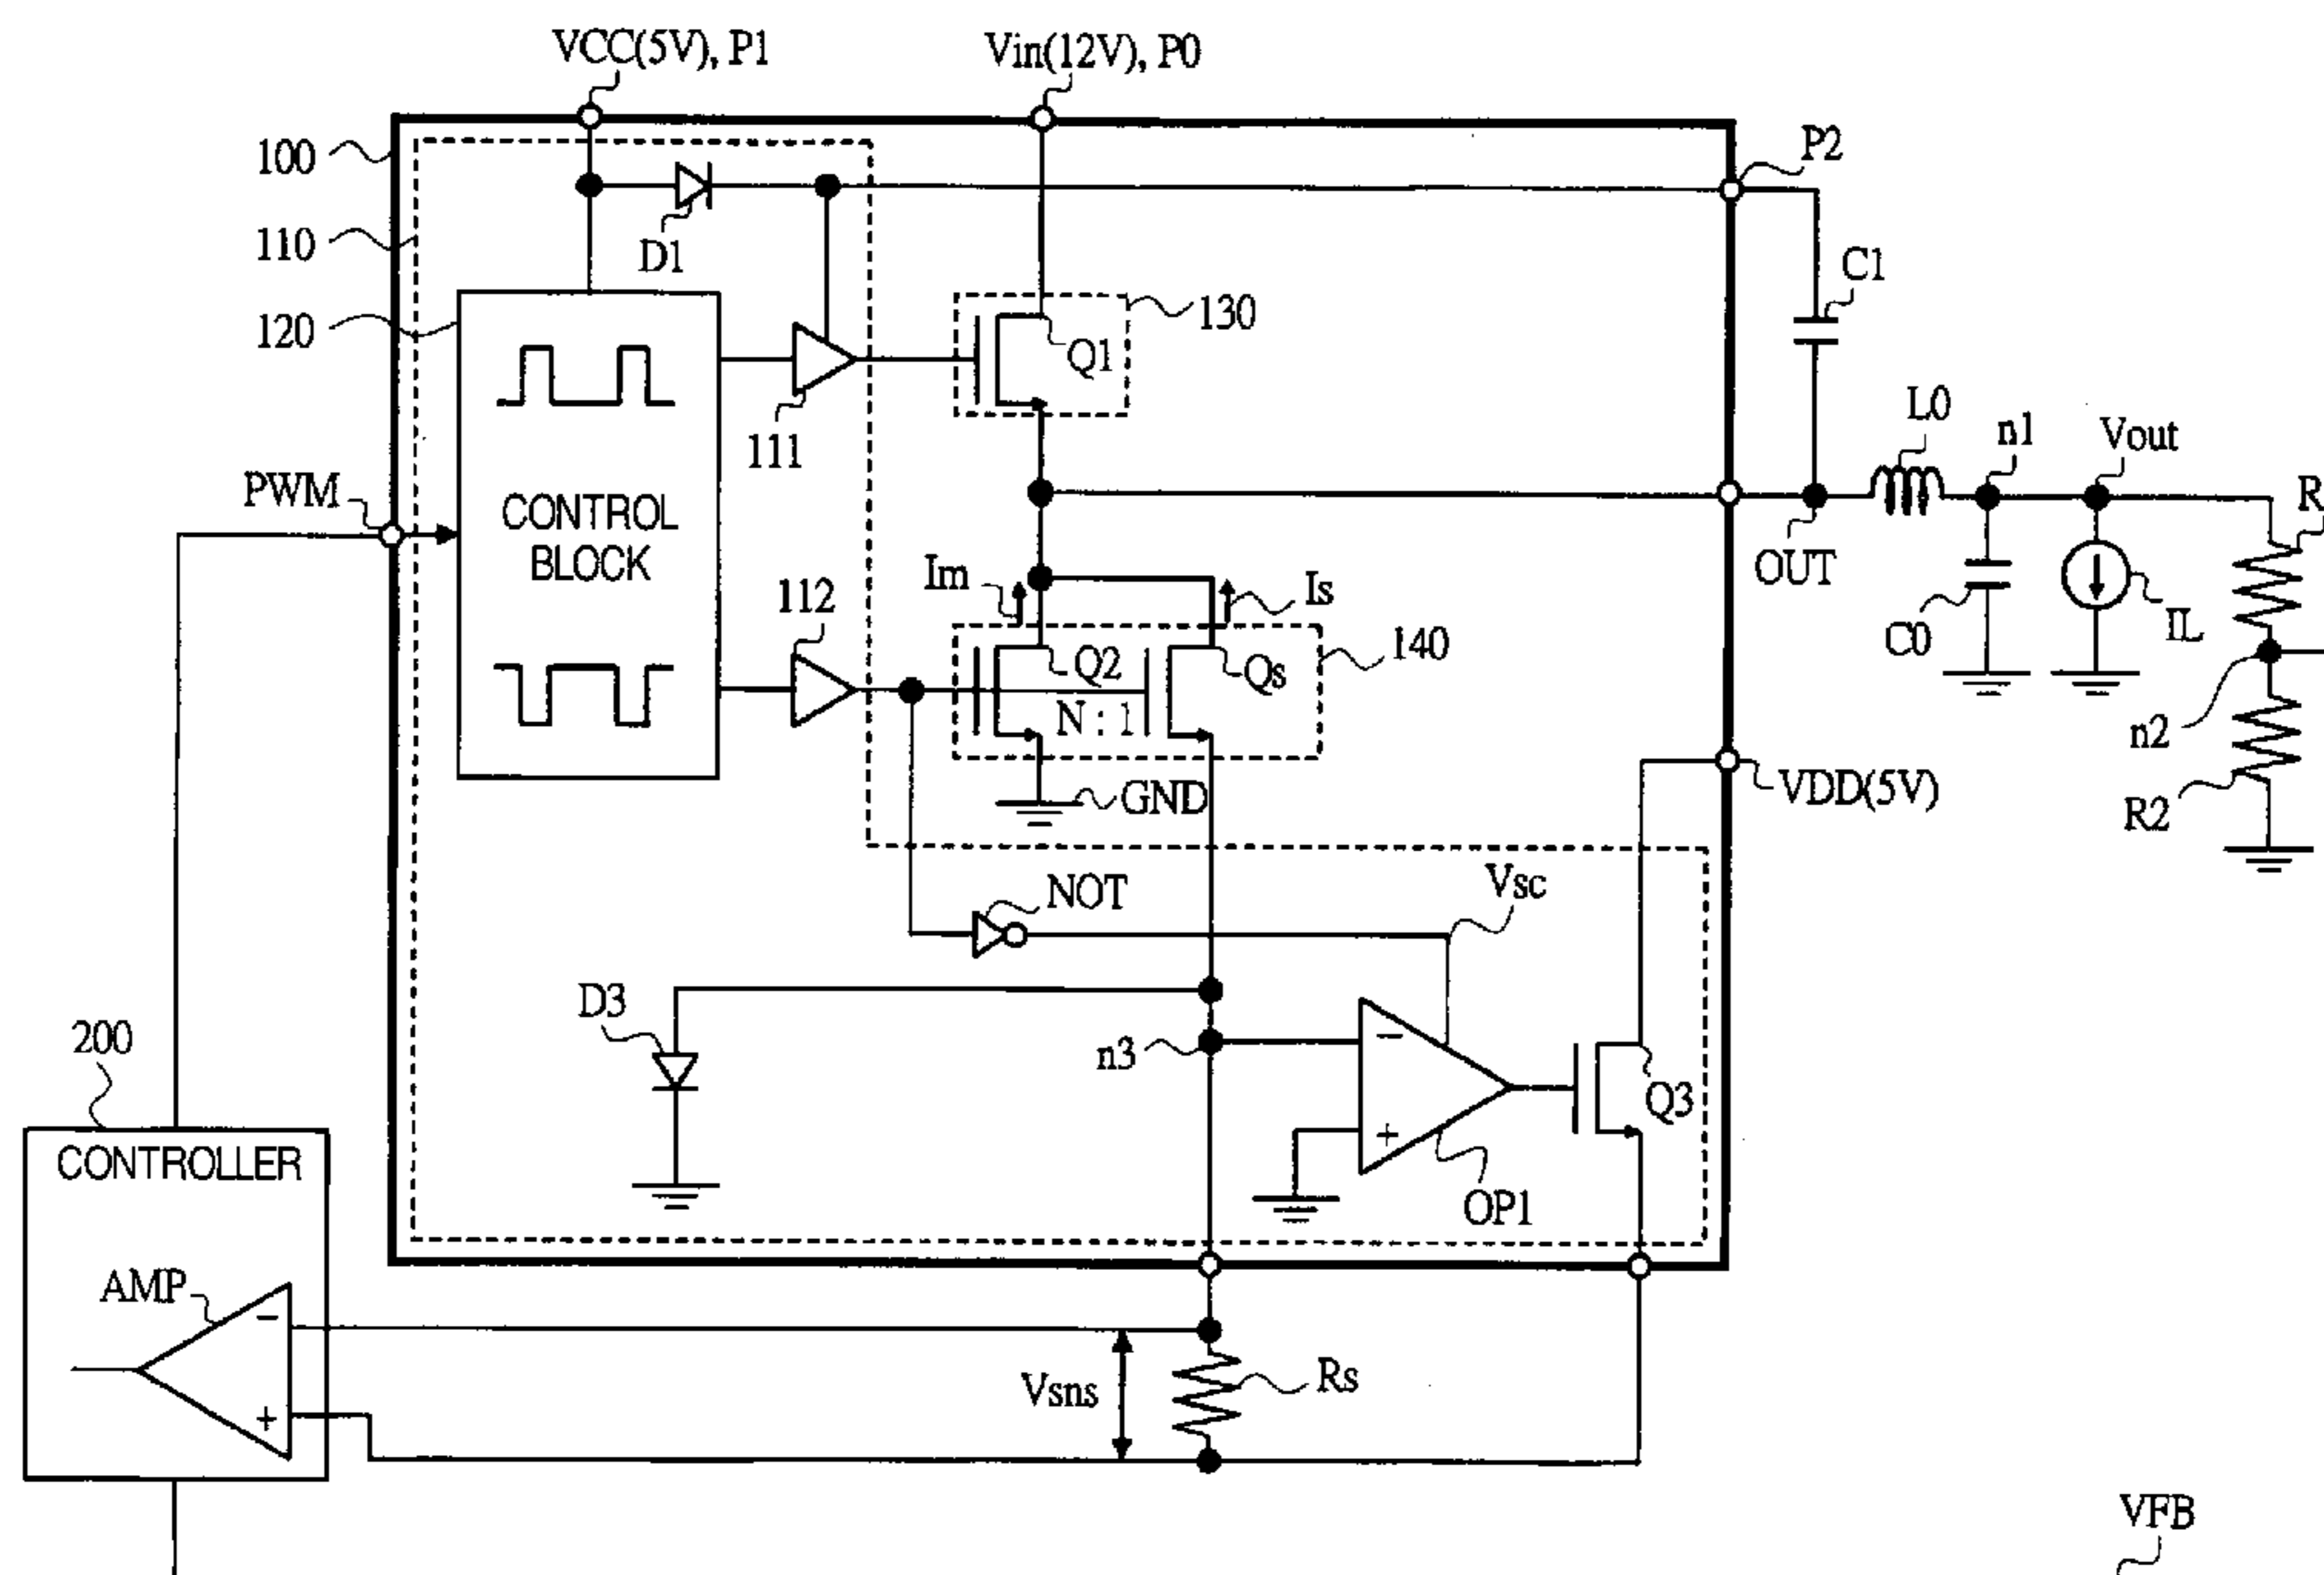 VCC(5V), P1
Vin(12V), P0
100
P2
110
D1
C1
120
130
Q1
111
L0
n1
Vout
R
PWM
CONTROL
BLOCK
OUT
Im
Is
112
C0
IL
140
Q2
Qs
N : 1
n2
GND
VDD(5V)
R2
NOT
Vsc
D3
200
n3
−
Q3
CONTROLLER
+
OP1
AMP
−
Vsns
Rs
+
VFB